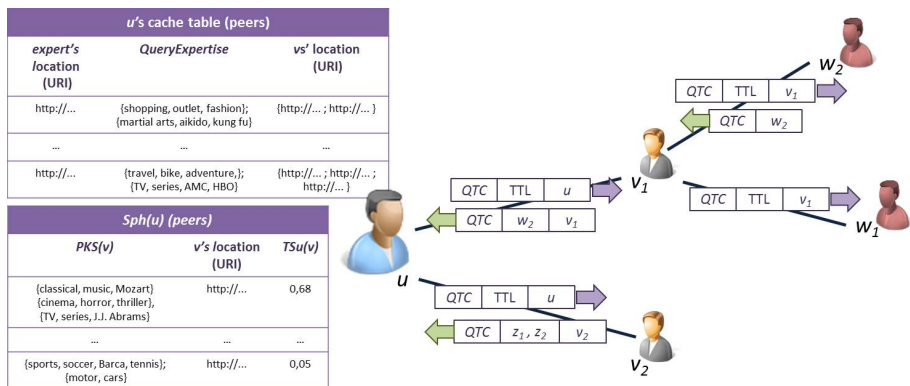 u's cache table (peers)
expert's location (URI) QueryExpertise vs' location (URI)
http://... {shopping, outlet, fashion}; {martial arts, aikido, kung fu} {http://... ; http://... }
... ... ...
http://... {travel, bike, adventure,}; {TV, series, AMC, HBO} {http://... ; http://... ; http://... }
Sph(u) (peers)
PKS(v) v's location (URI) TSu(v)
{classical, music, Mozart} {cinema, horror, thriller}, {TV, series, J.J. Abrams} http://... 0,68
... ... ...
{sports, soccer, Barca, tennis}; {motor, cars} http://... 0,05
w2
QTC TTL v1
QTC w2
v1
QTC TTL u
QTC w2 v1
QTC TTL v1
w1
u
QTC TTL u
QTC z1 , z2 v2
v2